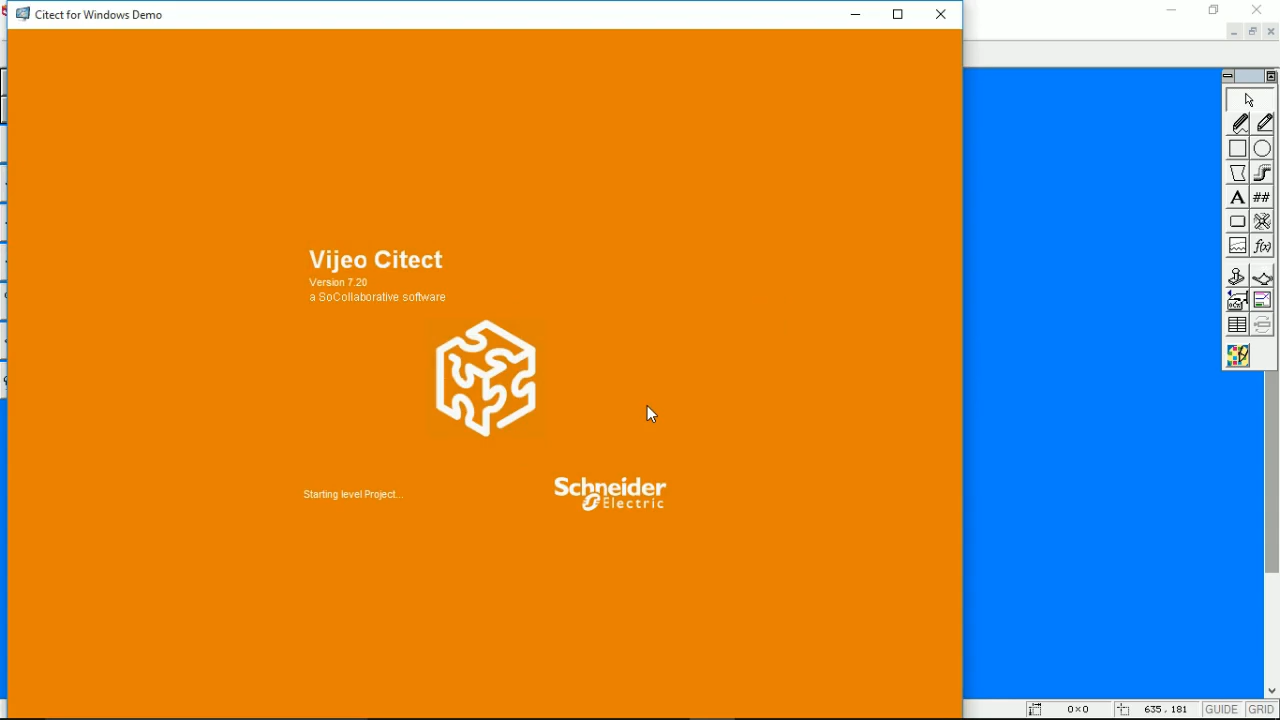 Citect for Windows Demo
Vijeo Citect
Version 7.20
a SoCollaborative software
Starting level Project...
Schneider
Electric
A ##
f(x)
0×0 635, 181 GUIDE GRID